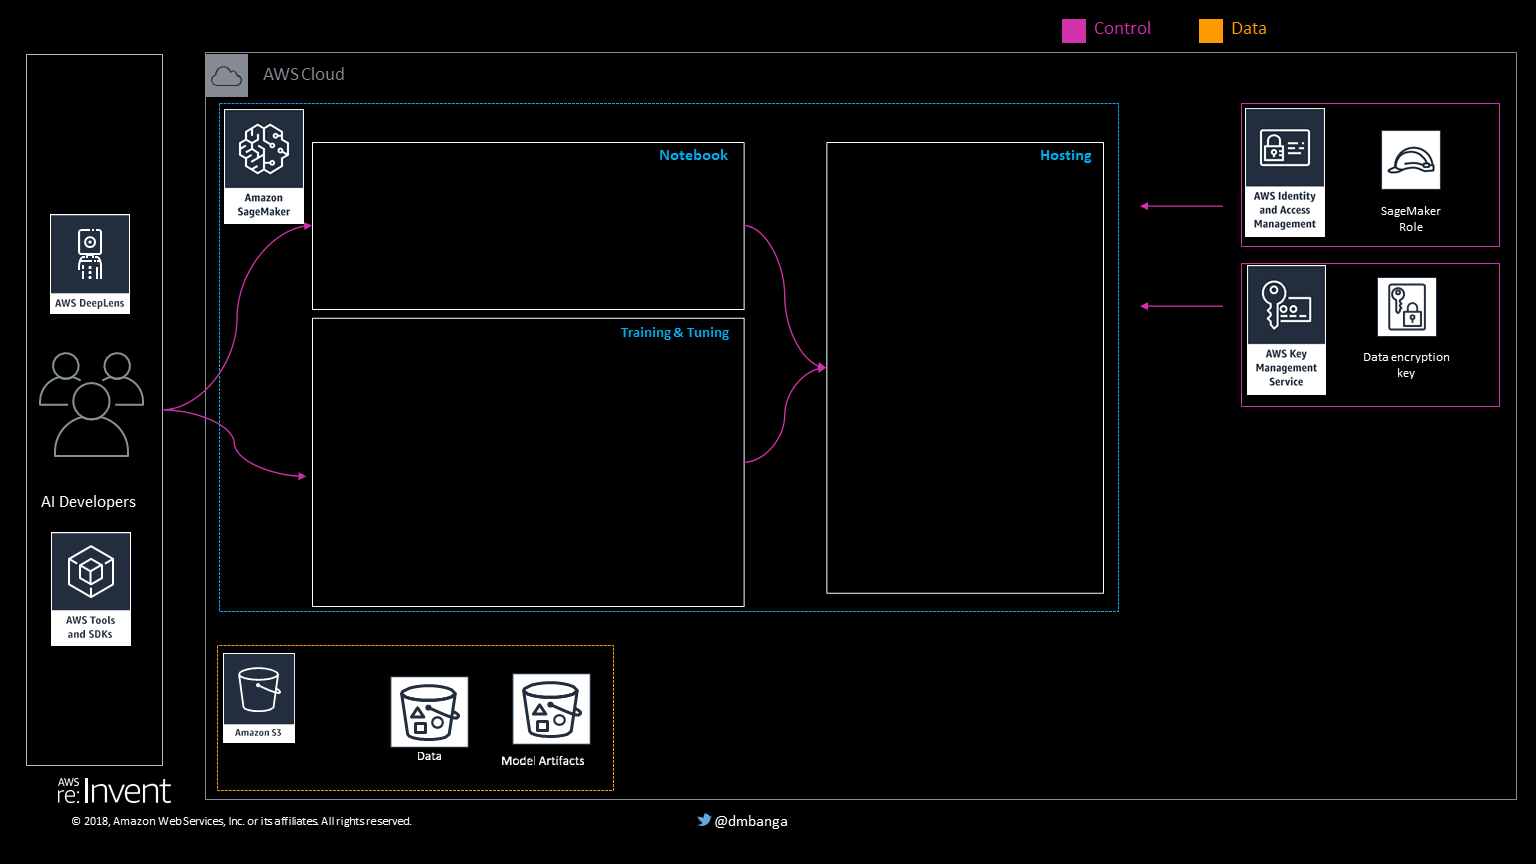 Control
Data
AWS Cloud
Amazon
SageMaker
Notebook
Hosting
Training & Tuning
AWS Identity
and Access
Management
SageMaker
Role
AWS Key
Management
Service
Data encryption
key
AWS DeepLens
AI Developers
AWS Tools
and SDKs
Amazon S3
Data
Model Artifacts
AWS
re:Invent
© 2018, Amazon Web Services, Inc. or its affiliates. All rights reserved.
@dmbanga